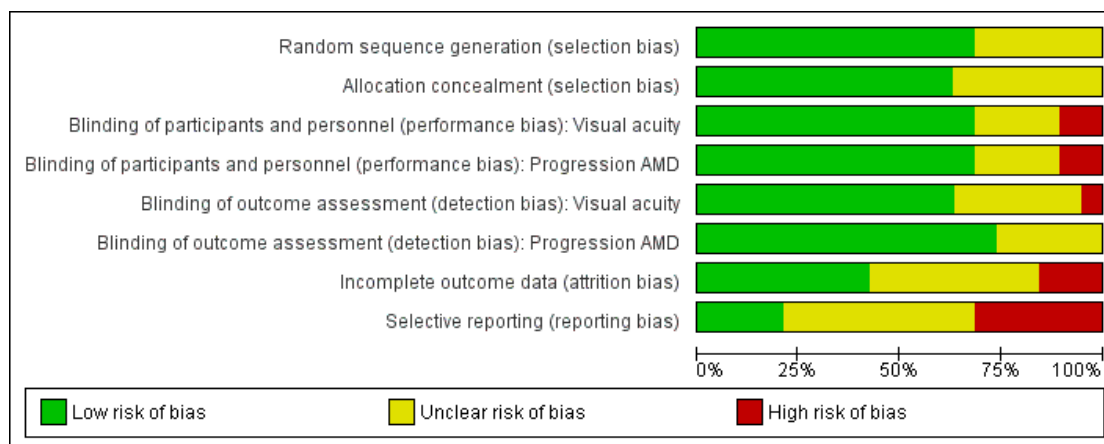 Random sequence generation (selection bias)
Allocation concealment (selection bias)
Blinding of participants and personnel (performance bias): Visual acuity
Blinding of participants and personnel (performance bias): Progression AMD
Blinding of outcome assessment (detection bias): Visual acuity
Blinding of outcome assessment (detection bias): Progression AMD
Incomplete outcome data (attrition bias)
Selective reporting (reporting bias)
0% 25% 50% 75% 100%
Low risk of bias Unclear risk of bias High risk of bias